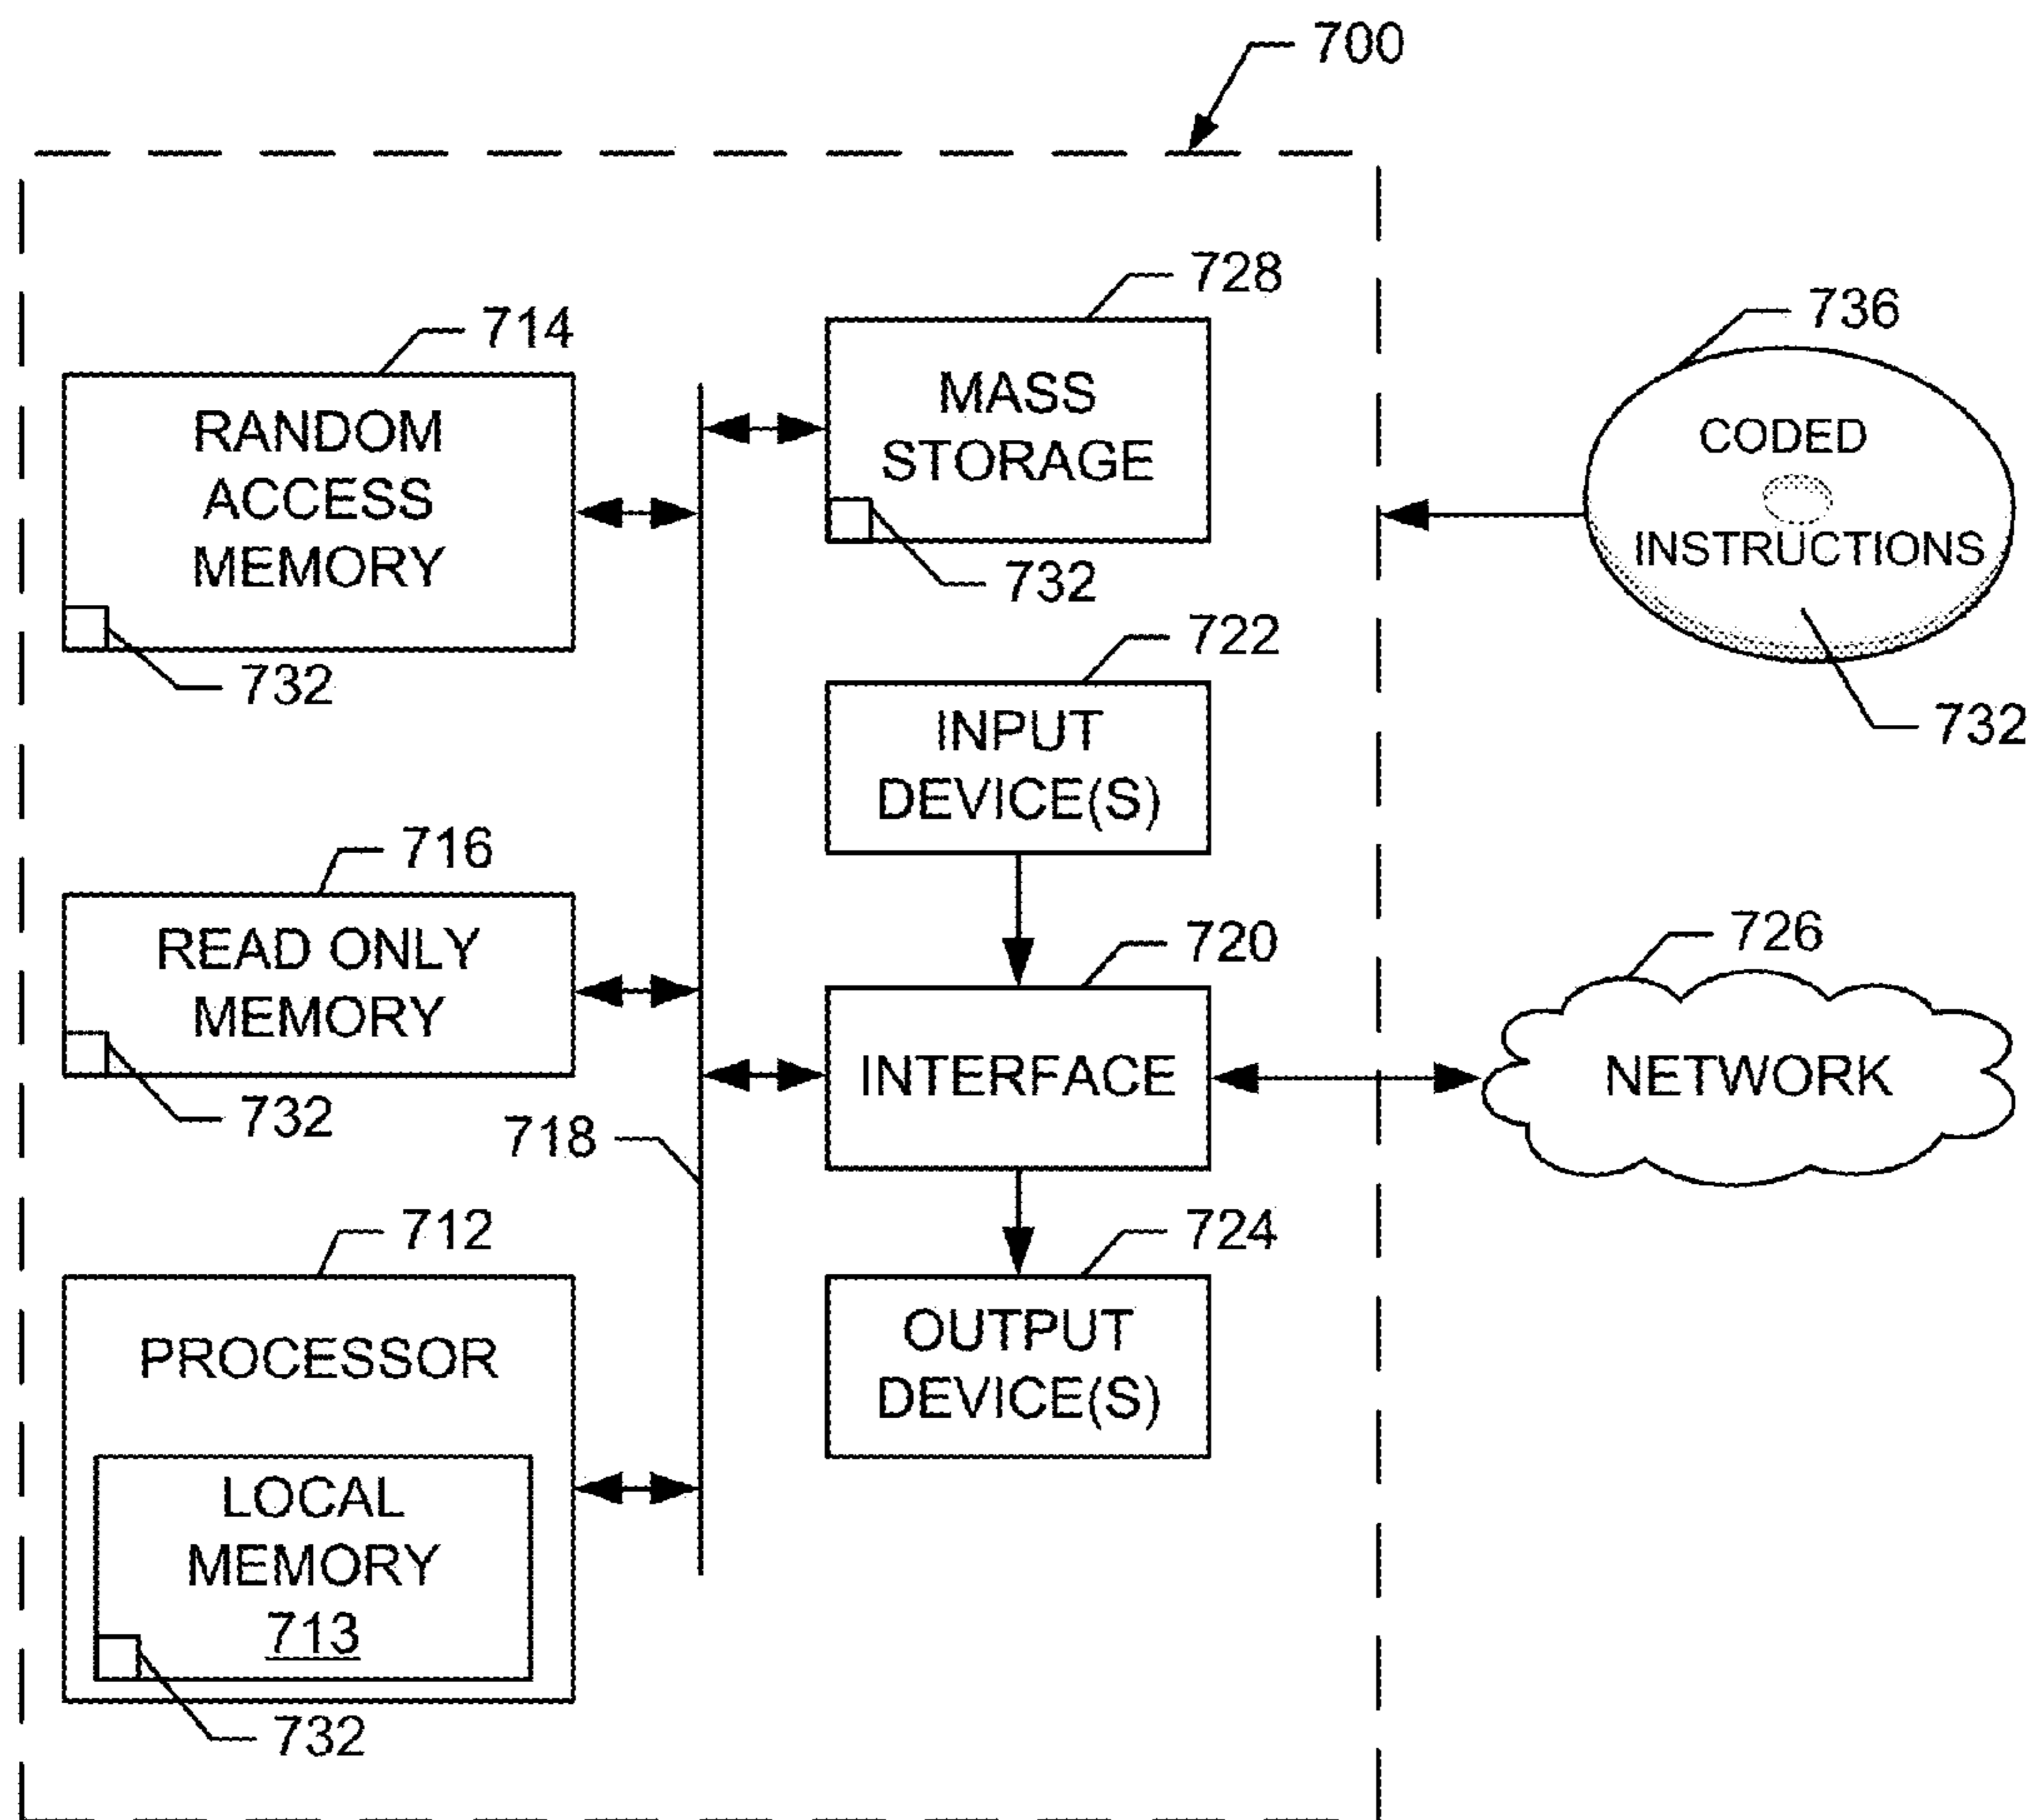 700
728
714
736
RANDOM
ACCESS
MEMORY
MASS
STORAGE
CODED
INSTRUCTIONS
732
732
732
722
INPUT
DEVICE(S)
716
READ ONLY
MEMORY
732
720
INTERFACE
726
NETWORK
718
712
PROCESSOR
LOCAL
MEMORY
713
732
724
OUTPUT
DEVICE(S)